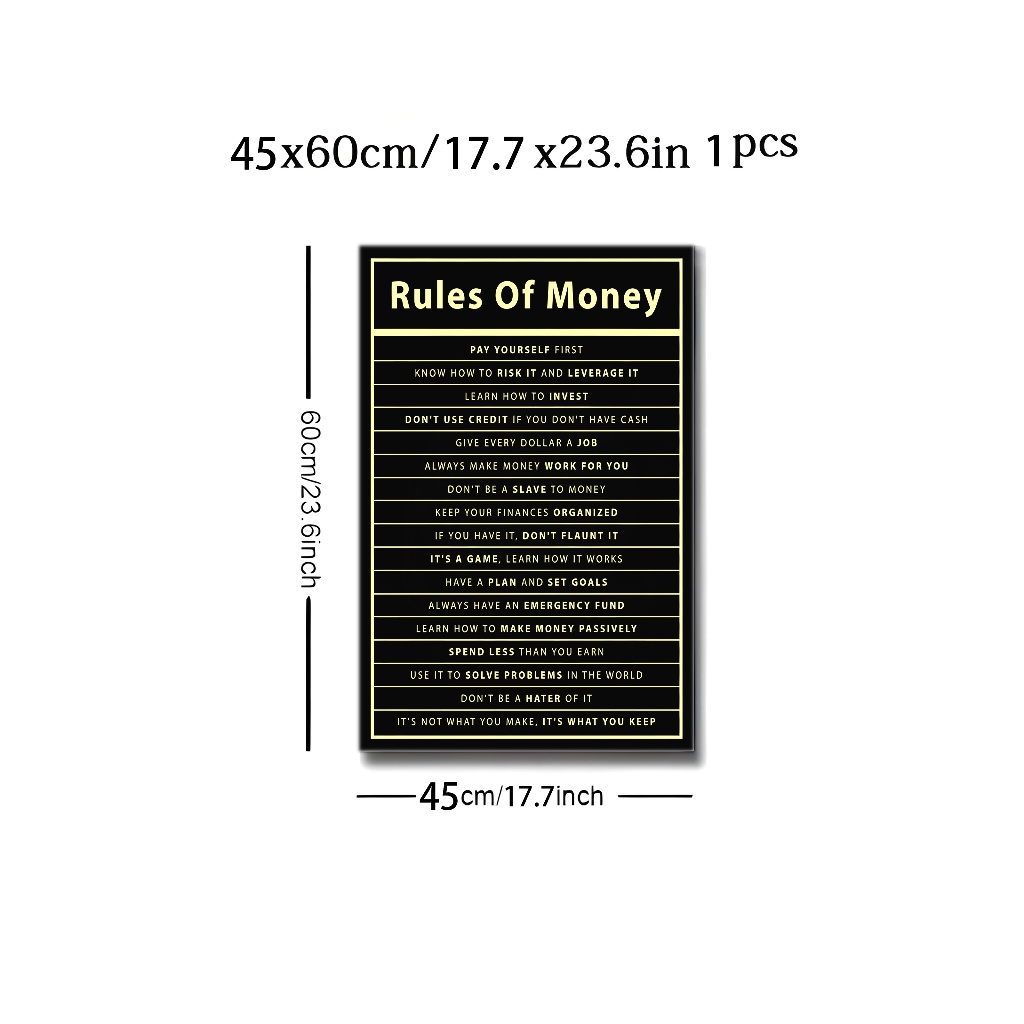 45x60cm/17.7 x23.6in 1pcs
60cm/23.6inch
Rules Of Money
PAY YOURSELF FIRST
KNOW HOW TO RISK IT AND LEVERAGE IT
LEARN HOW TO INVEST
DON'T USE CREDIT IF YOU DON'T HAVE CASH
GIVE EVERY DOLLAR A JOB
ALWAYS MAKE MONEY WORK FOR YOU
DON'T BE A SLAVE TO MONEY
KEEP YOUR FINANCES ORGANIZED
IF YOU HAVE IT, DON'T FLAUNT IT
IT'S A GAME, LEARN HOW IT WORKS
HAVE A PLAN AND SET GOALS
ALWAYS HAVE AN EMERGENCY FUND
LEARN HOW TO MAKE MONEY PASSIVELY
SPEND LESS THAN YOU EARN
USE IT TO SOLVE PROBLEMS IN THE WORLD
DON'T BE A HATER OF IT
IT'S NOT WHAT YOU MAKE, IT'S WHAT YOU KEEP
45cm/17.7inch